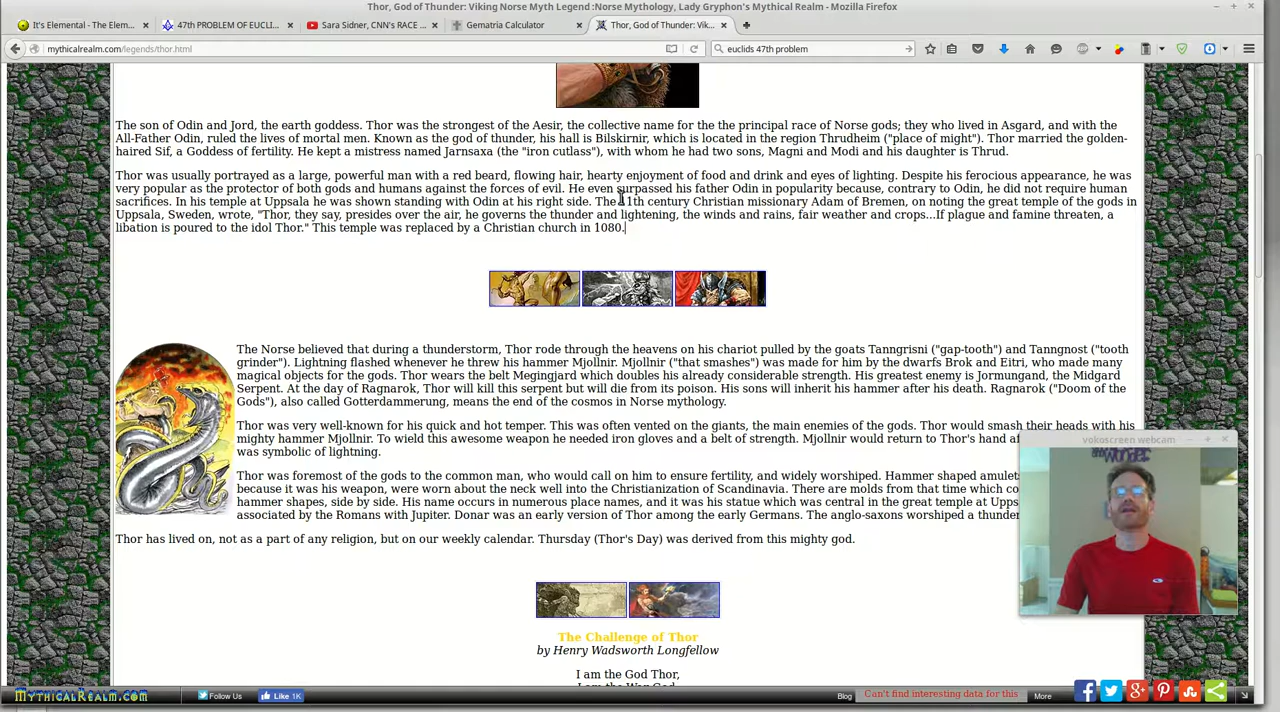 Thor, God of Thunder: Viking Norse Myth Legend :Norse Mythology, Lady Gryphon's Mythical Realm - Mozilla Firefox
It's Elemental - The Elem...
47th PROBLEM OF EUCLI...
Sara Sidner, CNN's RACE ...
Gematria Calculator
Thor, God of Thunder: Vik...
mythicalrealm.com/legends/thor.html
euclids 47th problem
The son of Odin and Jord, the earth goddess. Thor was the strongest of the Aesir, the collective name for the the principal race of Norse gods; they who lived in Asgard, and with the
All-Father Odin, ruled the lives of mortal men. Known as the god of thunder, his hall is Bilskirnir, which is located in the region Thrudheim ("place of might"). Thor married the golden-
haired Sif, a Goddess of fertility. He kept a mistress named Jarnsaxa (the "iron cutlass"), with whom he had two sons, Magni and Modi and his daughter is Thrud.
Thor was usually portrayed as a large, powerful man with a red beard, flowing hair, hearty enjoyment of food and drink and eyes of lighting. Despite his ferocious appearance, he was
very popular as the protector of both gods and humans against the forces of evil. He even surpassed his father Odin in popularity because, contrary to Odin, he did not require human
sacrifices. In his temple at Uppsala he was shown standing with Odin at his right side. The 11th century Christian missionary Adam of Bremen, on noting the great temple of the gods in
Uppsala, Sweden, wrote, "Thor, they say, presides over the air, he governs the thunder and lightening, the winds and rains, fair weather and crops...If plague and famine threaten, a
libation is poured to the idol Thor." This temple was replaced by a Christian church in 1080.
The Norse believed that during a thunderstorm, Thor rode through the heavens on his chariot pulled by the goats Tanngrisni ("gap-tooth") and Tanngnost ("tooth
grinder"). Lightning flashed whenever he threw his hammer Mjollnir. Mjollnir ("that smashes") was made for him by the dwarfs Brok and Eitri, who made many
magical objects for the gods. Thor wears the belt Megingjard which doubles his already considerable strength. His greatest enemy is Jormungand, the Midgard
Serpent. At the day of Ragnarok, Thor will kill this serpent but will die from its poison. His sons will inherit his hammer after his death. Ragnarok ("Doom of the
Gods"), also called Gotterdammerung, means the end of the cosmos in Norse mythology.
Thor was very well-known for his quick and hot temper. This was often vented on the giants, the main enemies of the gods. Thor would smash their heads with his
mighty hammer Mjollnir. To wield this awesome weapon he needed iron gloves and a belt of strength. Mjollnir would return to Thor's hand af
was symbolic of lightning.
vokoscreen webcam
Thor was foremost of the gods to the common man, who would call on him to ensure fertility, and widely worshiped. Hammer shaped amulets
because it was his weapon, were worn about the neck well into the Christianization of Scandinavia. There are molds from that time which co
hammer shapes, side by side. His name occurs in numerous place names, and it was his statue which was central in the great temple at Upps
associated by the Romans with Jupiter. Donar was an early version of Thor among the early Germans. The anglo-saxons worshiped a thunder
Thor has lived on, not as a part of any religion, but on our weekly calendar. Thursday (Thor's Day) was derived from this mighty god.
The Challenge of Thor
by Henry Wadsworth Longfellow
I am the God Thor,
I am the War God,
MYTHICALREALM.COM
Follow Us
Like 1K
Blog
Can't find interesting data for this
More